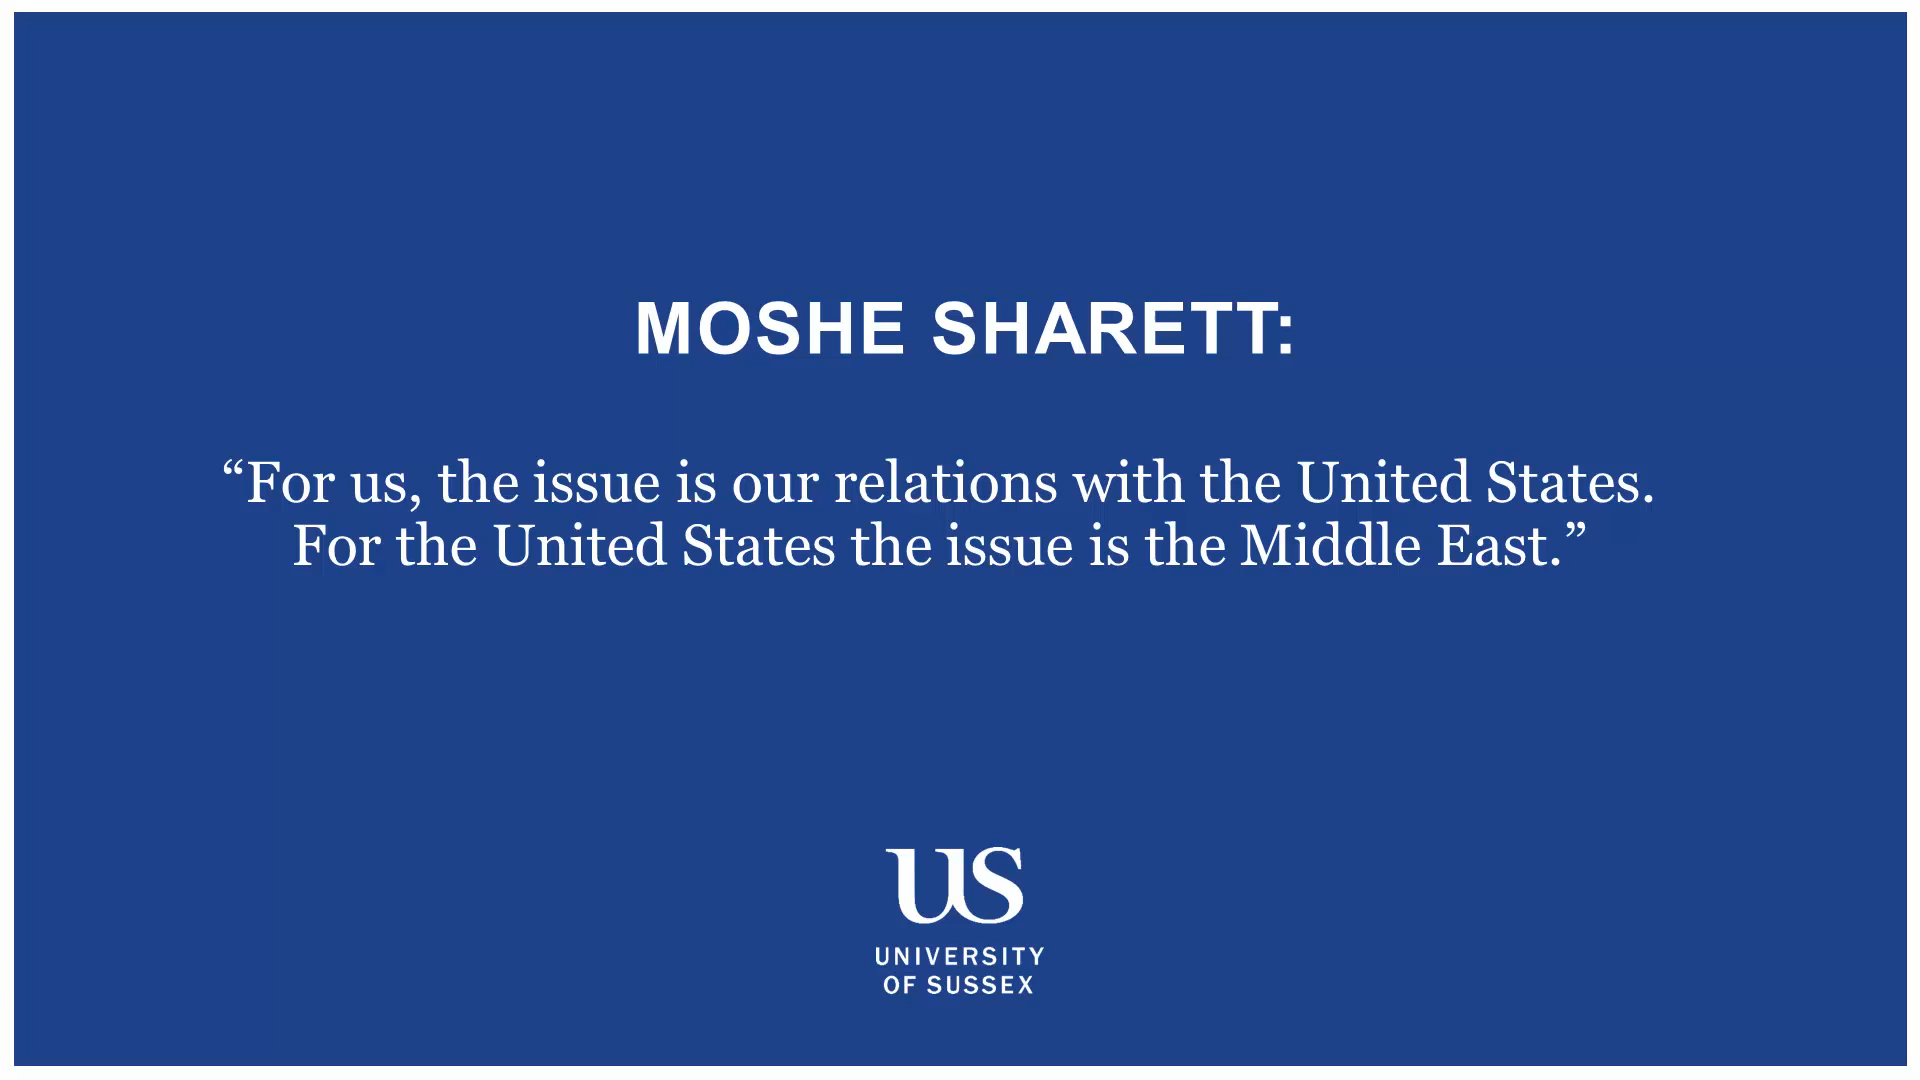 MOSHE SHARETT:
“For us, the issue is our relations with the United States.
For the United States the issue is the Middle East.”
US
UNIVERSITY
OF SUSSEX